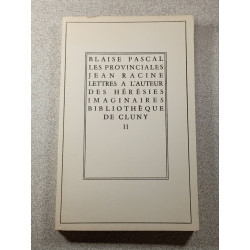 BLAISE PASCAL
LES PROVINCIALES
JEAN RACINE
LETTRES A L'AUTEUR
DES HÉRÉSIES
IMAGINAIRES
BIBLIOTHÈQUE
DE CLUNY
II